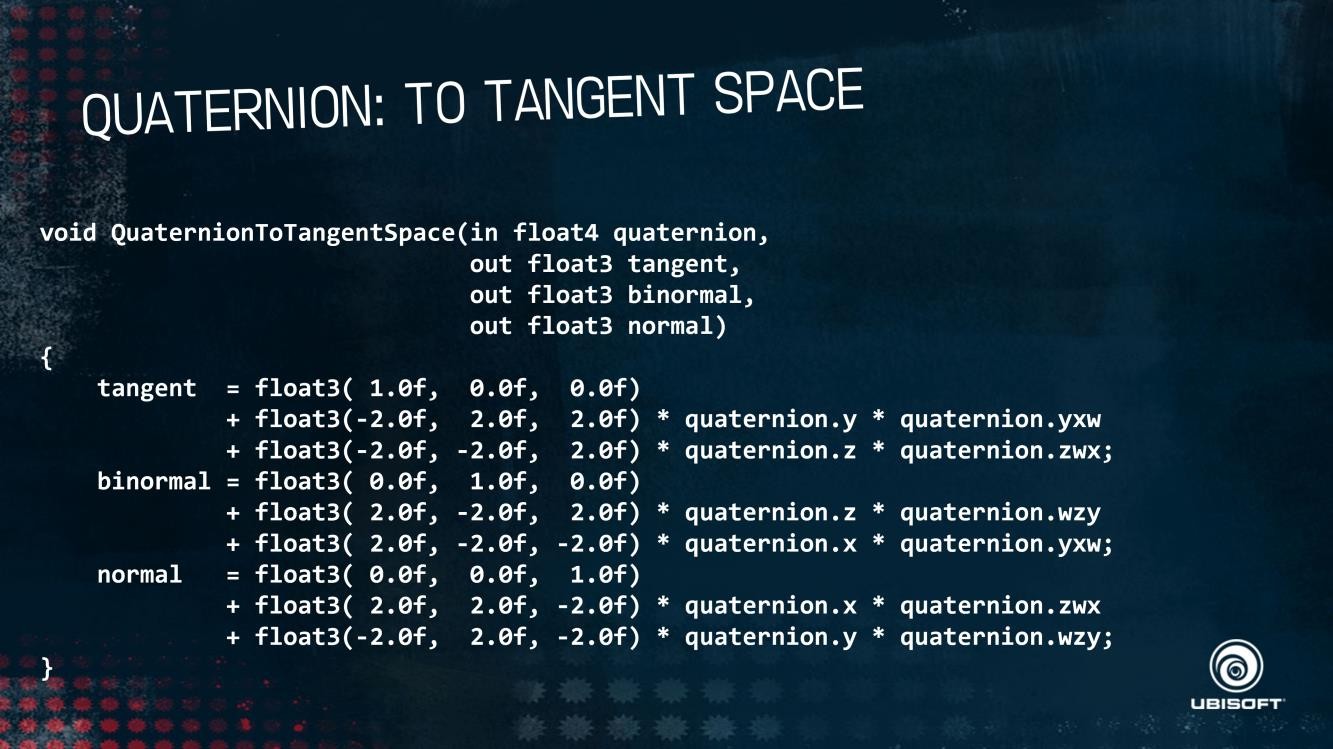 QUATERNION: TO TANGENT SPACE
void QuaternionToTangentSpace(in float4 quaternion,
                              out float3 tangent,
                              out float3 binormal,
                              out float3 normal)
{
    tangent  = float3( 1.0f,  0.0f,  0.0f)
             + float3(-2.0f,  2.0f,  2.0f) * quaternion.y * quaternion.yxw
             + float3(-2.0f, -2.0f,  2.0f) * quaternion.z * quaternion.zwx;
    binormal = float3( 0.0f,  1.0f,  0.0f)
             + float3( 2.0f, -2.0f,  2.0f) * quaternion.z * quaternion.wzy
             + float3( 2.0f, -2.0f, -2.0f) * quaternion.x * quaternion.yxw;
    normal   = float3( 0.0f,  0.0f,  1.0f)
             + float3( 2.0f,  2.0f, -2.0f) * quaternion.x * quaternion.zwx
             + float3(-2.0f,  2.0f, -2.0f) * quaternion.y * quaternion.wzy;
}
UBISOFT